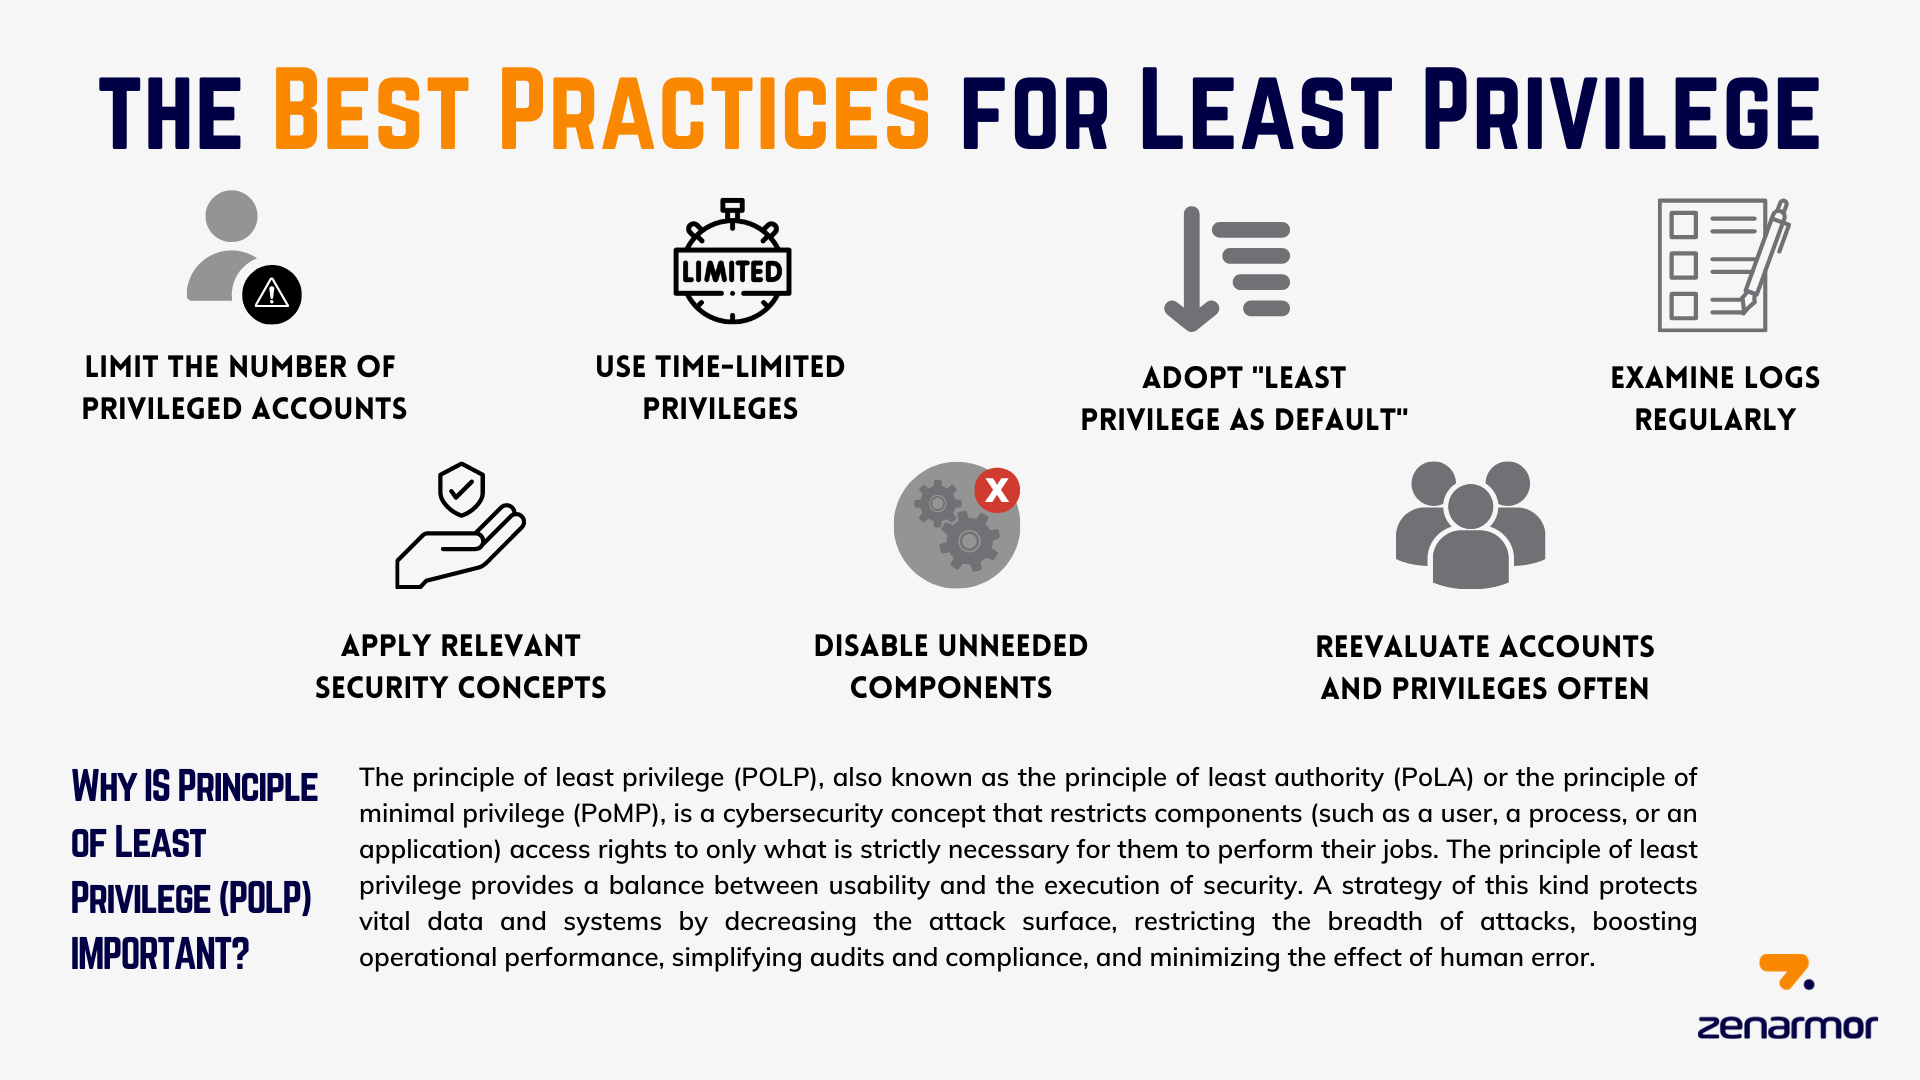 THE BEST PRACTICES FOR LEAST PRIVILEGE
LIMITED
LIMIT THE NUMBER OF
PRIVILEGED ACCOUNTS
USE TIME-LIMITED
PRIVILEGES
ADOPT "LEAST
PRIVILEGE AS DEFAULT"
EXAMINE LOGS
REGULARLY
X
APPLY RELEVANT
SECURITY CONCEPTS
DISABLE UNNEEDED
COMPONENTS
REEVALUATE ACCOUNTS
AND PRIVILEGES OFTEN
WHY IS PRINCIPLE
OF LEAST
PRIVILEGE (POLP)
IMPORTANT?
The principle of least privilege (POLP), also known as the principle of least authority (PoLA) or the principle of
minimal privilege (PoMP), is a cybersecurity concept that restricts components (such as a user, a process, or an
application) access rights to only what is strictly necessary for them to perform their jobs. The principle of least
privilege provides a balance between usability and the execution of security. A strategy of this kind protects
vital data and systems by decreasing the attack surface, restricting the breadth of attacks, boosting
operational performance, simplifying audits and compliance, and minimizing the effect of human error.
zenarmor